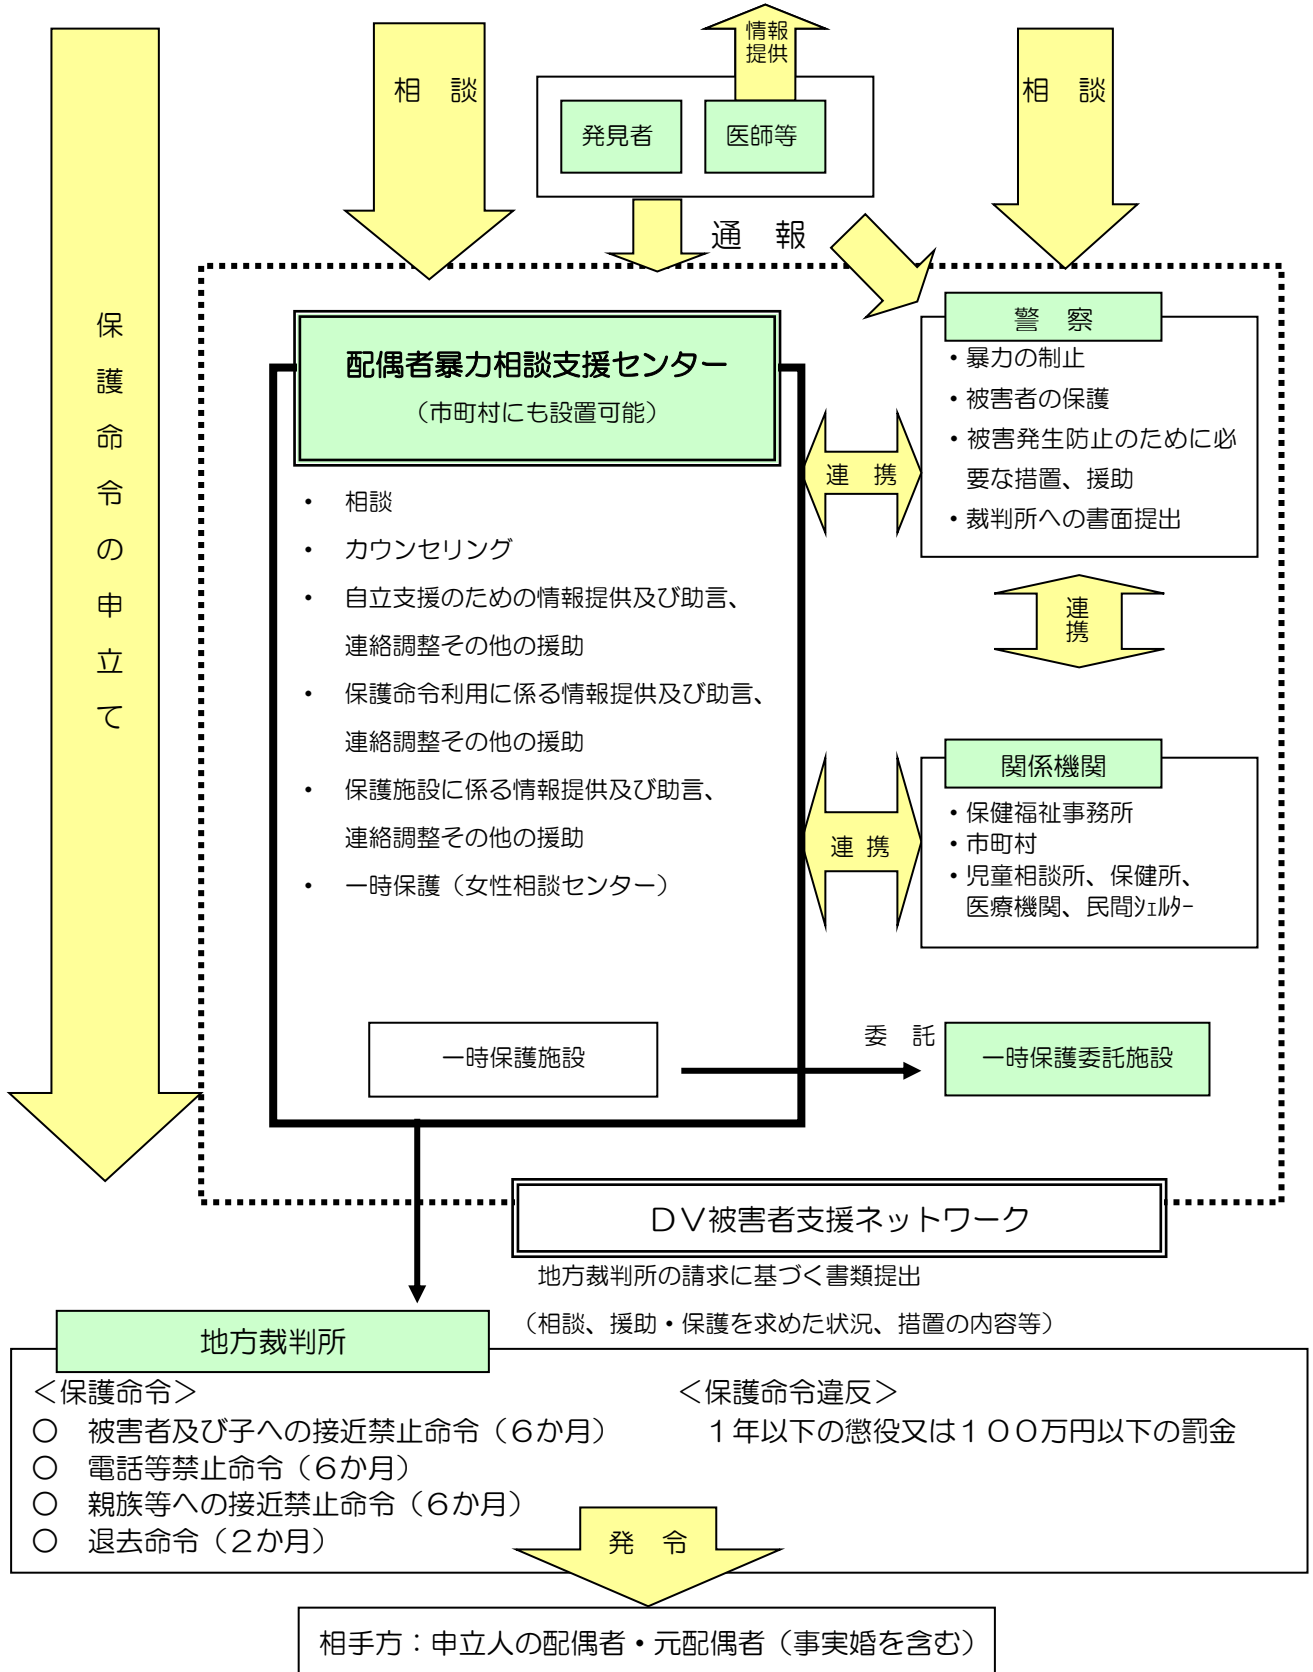 情報
提供
相　談
相　談
発見者
医師等
通　報
保護命令の申立て
配偶者暴力相談支援センター
（市町村にも設置可能）
・　相談
・　カウンセリング
・　自立支援のための情報提供及び助言、
連絡調整その他の援助
・　保護命令利用に係る情報提供及び助言、
連絡調整その他の援助
・　保護施設に係る情報提供及び助言、
連絡調整その他の援助
・　一時保護（女性相談センター）
一時保護施設
連　携
警　察
・暴力の制止
・被害者の保護
・被害発生防止のために必
要な措置、援助
・裁判所への書面提出
連携
連 携
関係機関
・保健福祉事務所
・市町村
・児童相談所、保健所、
医療機関、民間ｼｪﾙﾀｰ
委　託
一時保護委託施設
ＤＶ被害者支援ネットワーク
地方裁判所の請求に基づく書類提出
（相談、援助・保護を求めた状況、措置の内容等）
地方裁判所
＜保護命令＞
○　被害者及び子への接近禁止命令（６か月）
○　電話等禁止命令（６か月）
○　親族等への接近禁止命令（６か月）
○　退去命令（２か月）
＜保護命令違反＞
１年以下の懲役又は１００万円以下の罰金
発　令
相手方：申立人の配偶者・元配偶者（事実婚を含む）